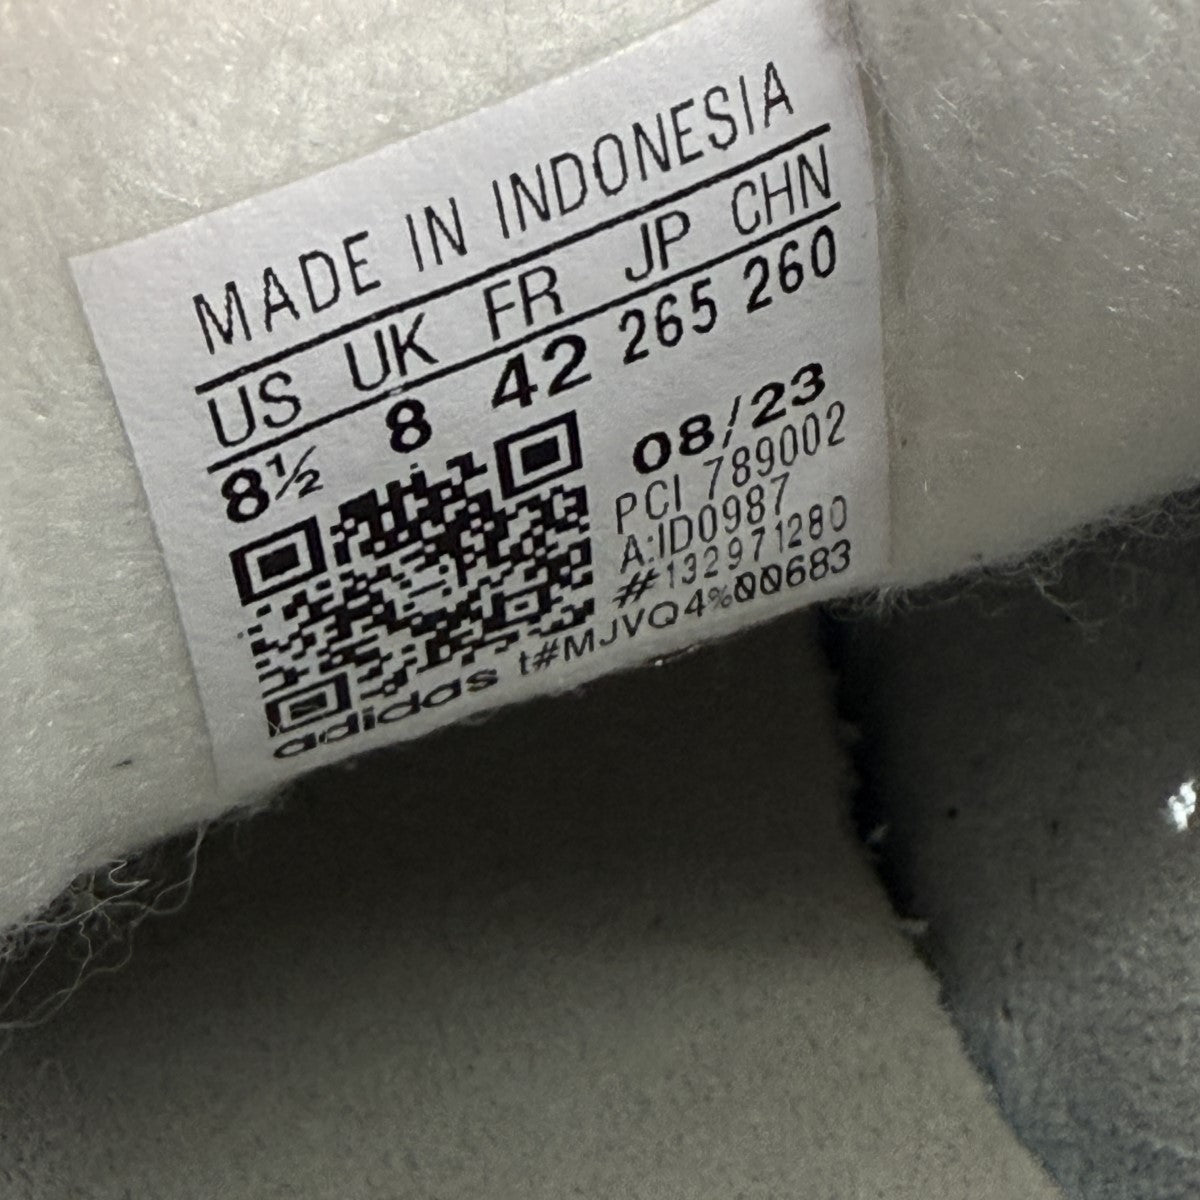 MADE IN INDONESIA
US UK FR JP CHN
8½ 8 42 265 260
08/23
PCI 789002
A:ID0987
#132971280
adidas t#MJVQ4%00683